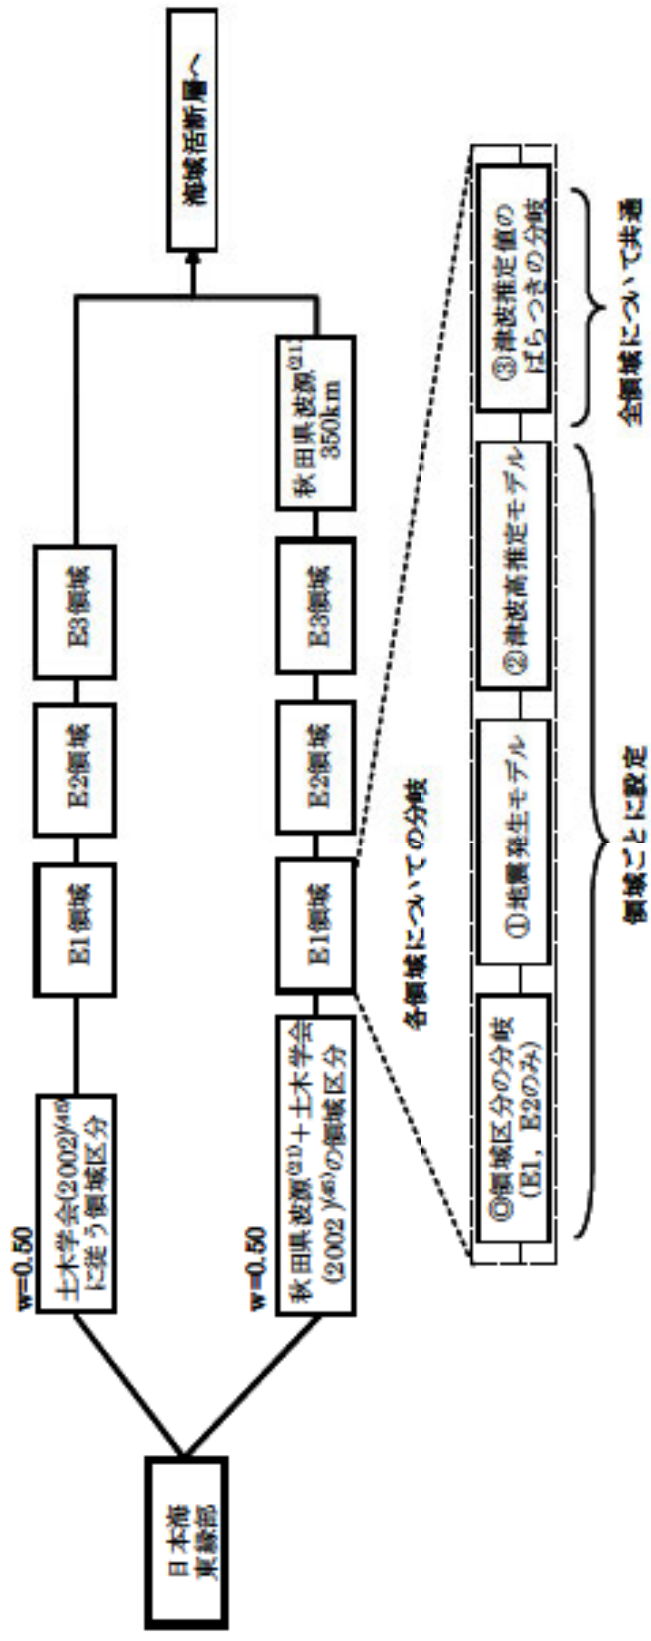 日本海
東縁部
w=0.50
土木学会(2002)⁽⁴⁶⁾
に従う領域区分
E1領域
E2領域
E3領域
w=0.50
秋田県波源⁽²¹⁾＋土木学会
(2002)⁽⁴⁶⁾の領域区分
E1領域
E2領域
E3領域
秋田県波源⁽²¹⁾
350km
海域活断層へ
各領域についての分岐
⓪領域区分の分岐
(E1, E2のみ)
①地震発生モデル
②津波高推定モデル
③津波推定値の
ばらつきの分岐
領域ごとに設定
全領域について共通